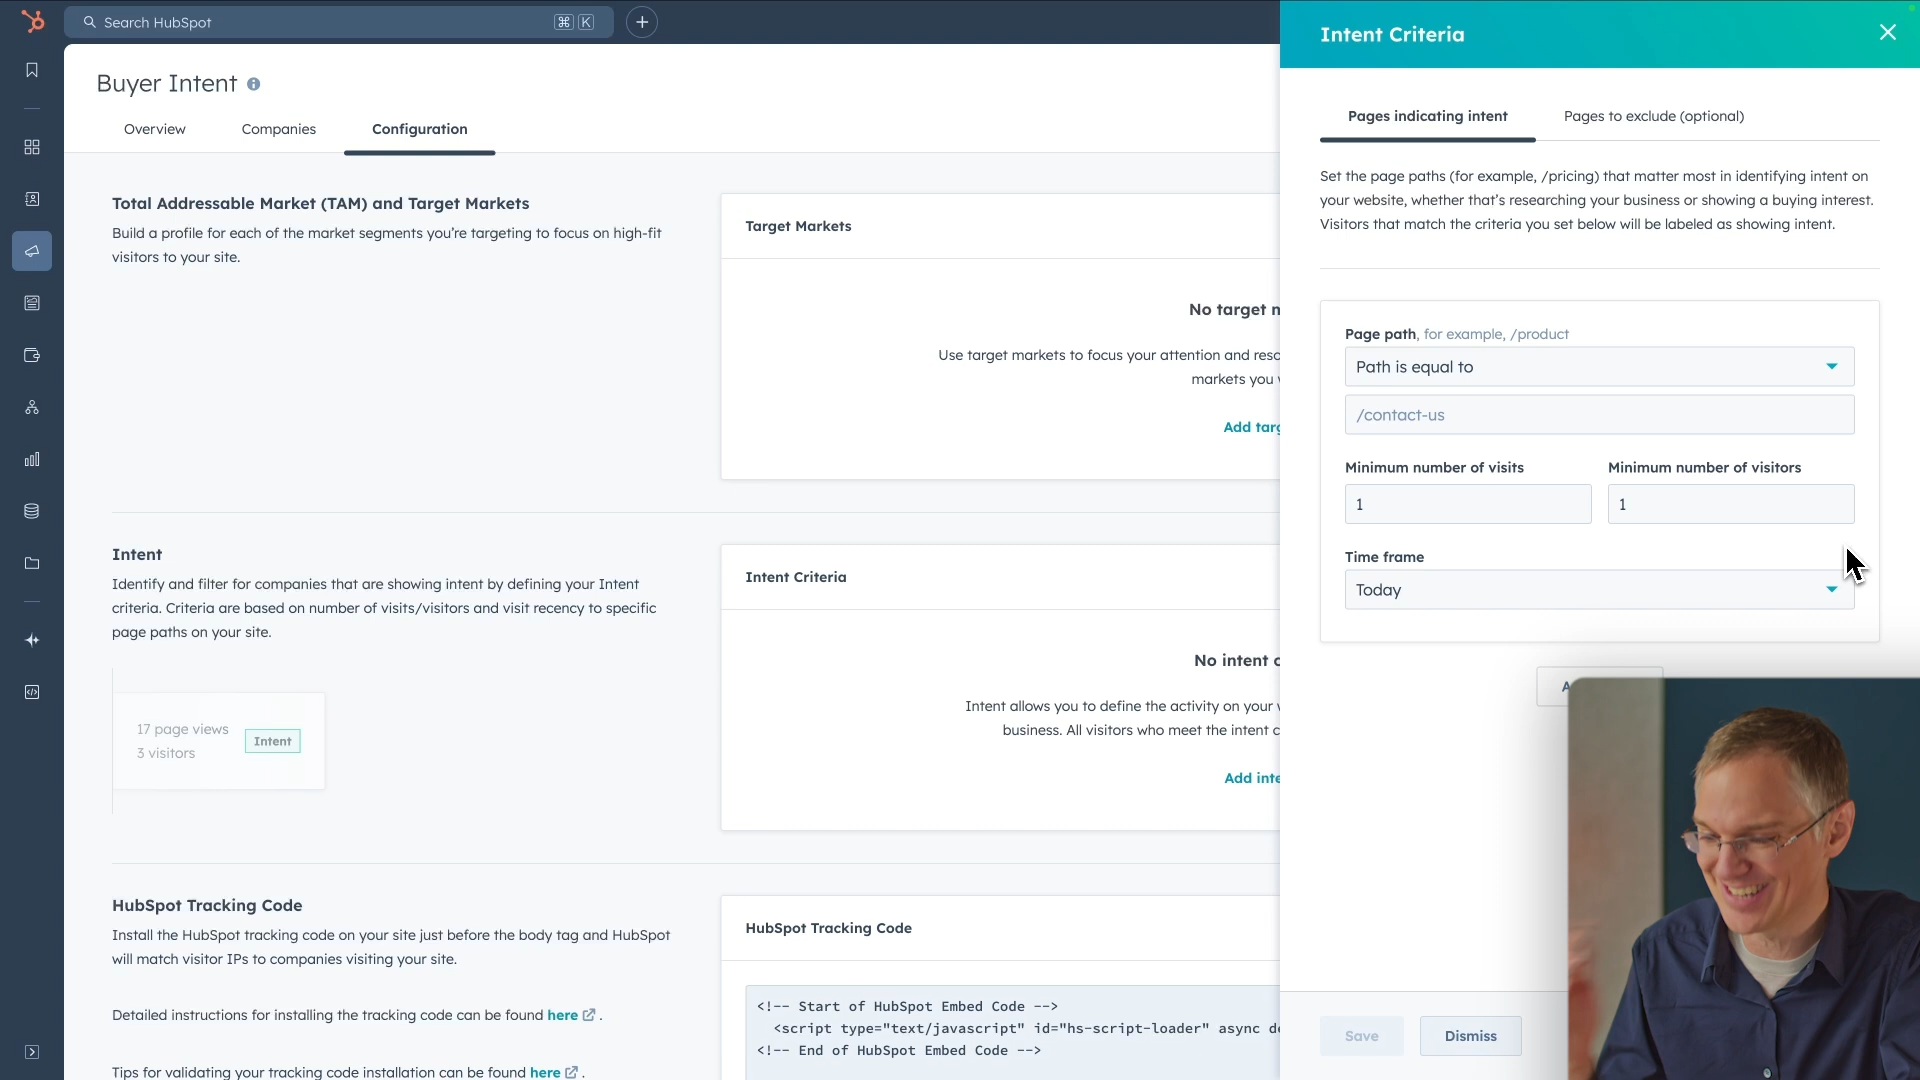 Search HubSpot
⌘ K
Buyer Intent
Overview
Companies
Configuration
Total Addressable Market (TAM) and Target Markets
Build a profile for each of the market segments you're targeting to focus on high-fit
visitors to your site.
Target Markets
No target
Use target markets to focus your attention and
markets you
Add
Intent
Identify and filter for companies that are showing intent by defining your Intent
criteria. Criteria are based on number of visits/visitors and visit recency to specific
page paths on your site.
17 page views
3 visitors
Intent
Intent Criteria
No intent
Intent allows you to define the activity on your
business. All visitors who meet the intent
Add
HubSpot Tracking Code
Install the HubSpot tracking code on your site just before the body tag and HubSpot
will match visitor IPs to companies visiting your site.
Detailed instructions for installing the tracking code can be found here .
Tips for validating your tracking code installation can be found here .
HubSpot Tracking Code
<!-- Start of HubSpot Embed Code -->
<script type="text/javascript" id="hs-script-loader" async
<!-- End of HubSpot Embed Code -->
Intent Criteria
Pages indicating intent
Pages to exclude (optional)
Set the page paths (for example, /pricing) that matter most in identifying intent on
your website, whether that's researching your business or showing a buying interest.
Visitors that match the criteria you set below will be labeled as showing intent.
Page path, for example, /product
Path is equal to
/contact-us
Minimum number of visits
Minimum number of visitors
1
1
Time frame
Today
Save
Dismiss